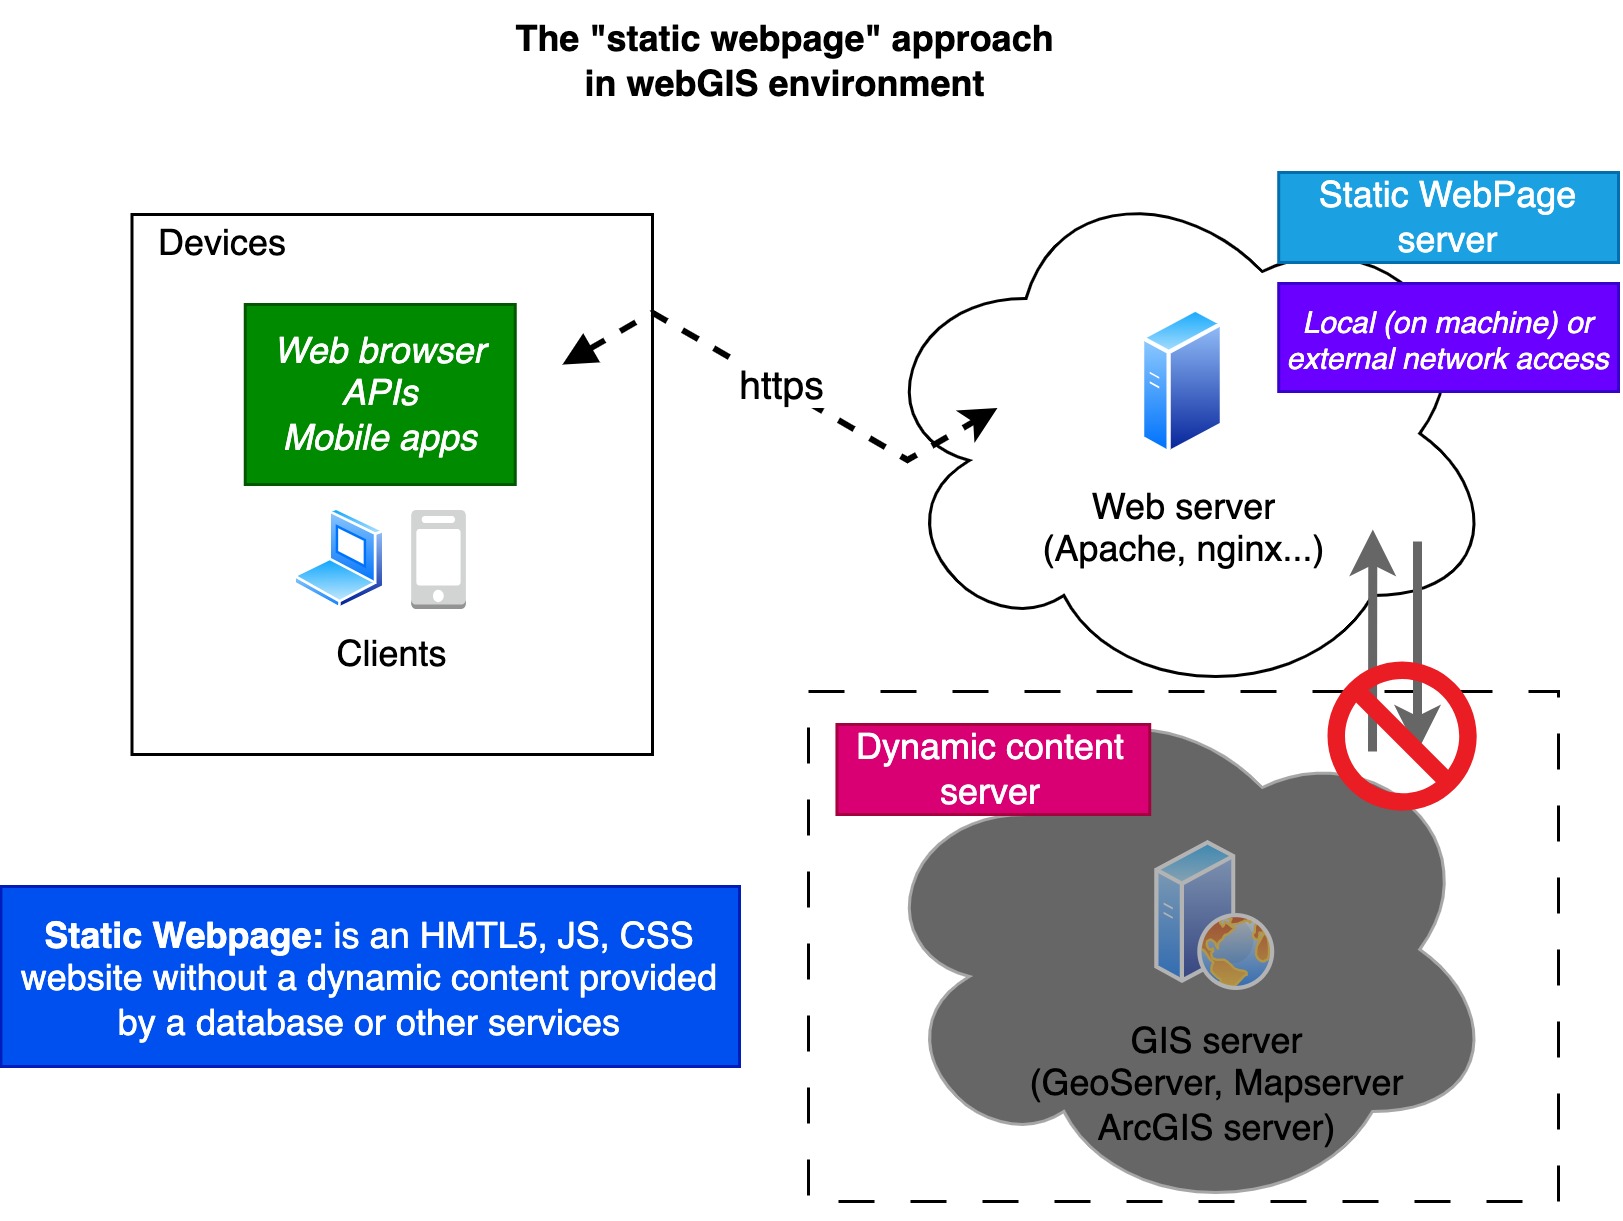 The "static webpage" approach
in webGIS environment
Devices
Web browser
APIs
Mobile apps
Clients
https
Static WebPage
server
Local (on machine) or
external network access
Web server
(Apache, nginx...)
Dynamic content
server
GIS server
(GeoServer, Mapserver
ArcGIS server)
Static Webpage: is an HMTL5, JS, CSS
website without a dynamic content provided
by a database or other services